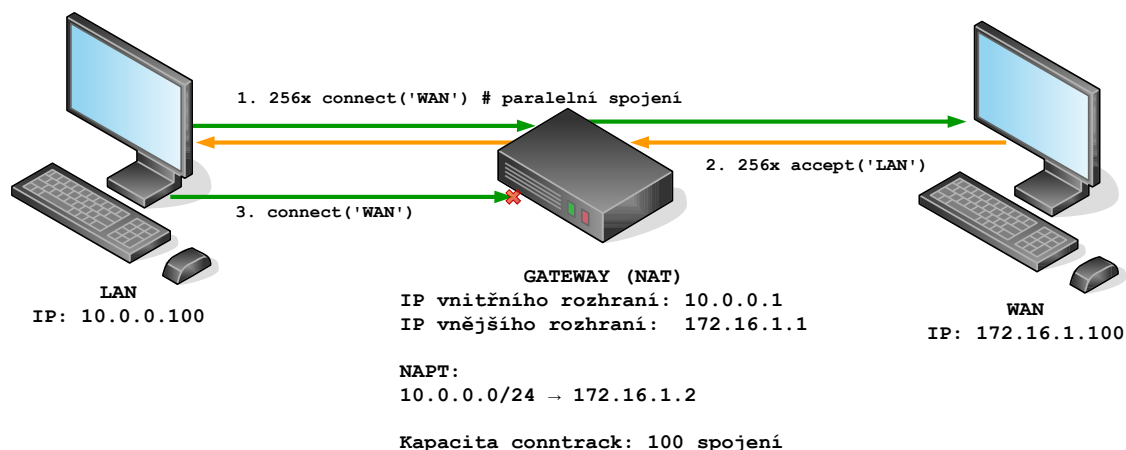 1. 256x connect('WAN') # paralelní spojení
2. 256x accept('LAN')
3. connect('WAN')
LAN
IP: 10.0.0.100
GATEWAY (NAT)
IP vnitřního rozhraní: 10.0.0.1
IP vnějšího rozhraní:  172.16.1.1
WAN
IP: 172.16.1.100
NAPT:
10.0.0.0/24 → 172.16.1.2
Kapacita conntrack: 100 spojení